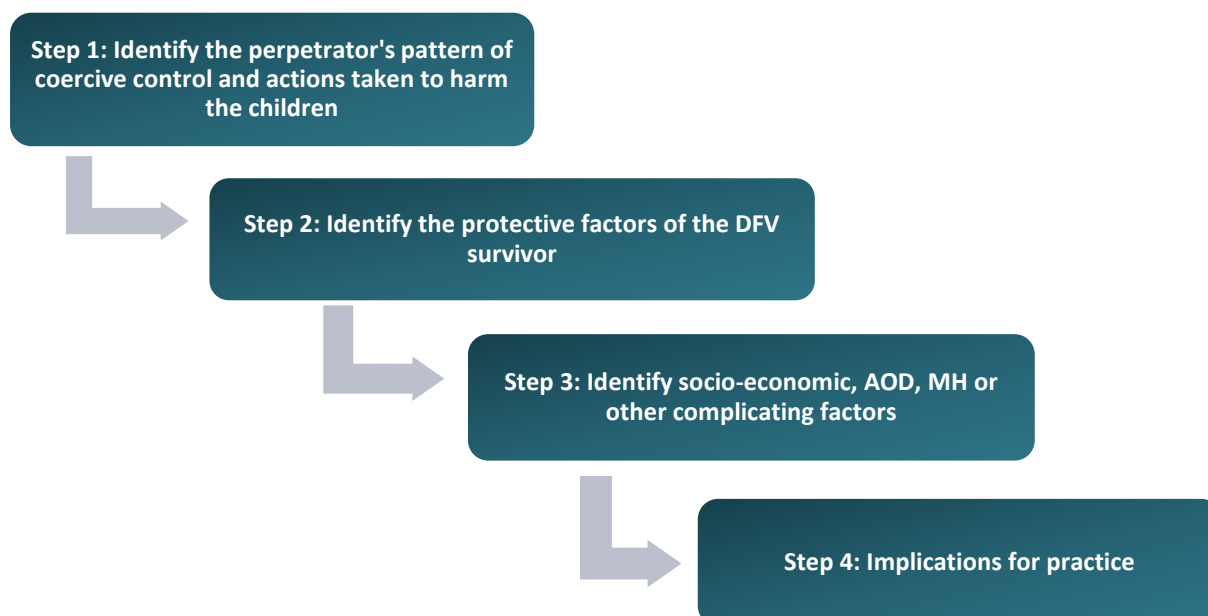 Step 1: Identify the perpetrator's pattern of
coercive control and actions taken to harm
the children
Step 2: Identify the protective factors of the DFV
survivor
Step 3: Identify socio-economic, AOD, MH or
other complicating factors
Step 4: Implications for practice